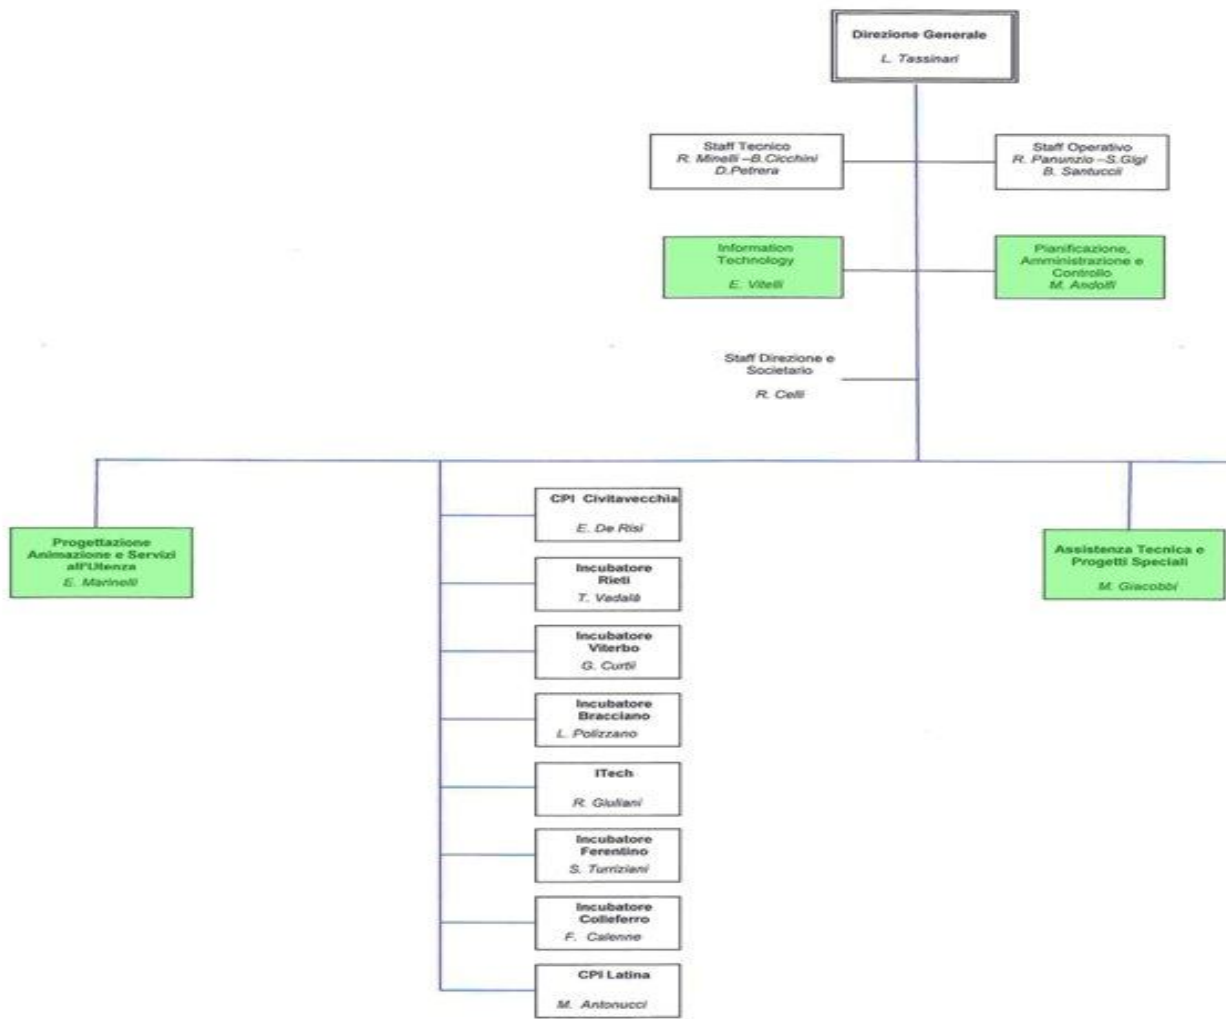 Direzione Generale
L. Tassinari
Staff Tecnico
R. Minelli –B.Cicchini
D.Petrera
Staff Operativo
R. Panunzio –S.Gigi
B. Santuccii
Information
Technology
E. Vitelli
Pianificazione,
Amministrazione e
Controllo
M. Andolfi
Staff Direzione e
Societario
R. Celli
Progettazione
Animazione e Servizi
all'Utenza
E. Marinelli
CPI Civitavecchia
E. De Risi
Incubatore
Rieti
T. Vadalà
Incubatore
Viterbo
G. Curtii
Incubatore
Bracciano
L. Polizzano
ITech
R. Giuliani
Incubatore
Ferentino
S. Turriziani
Incubatore
Colleferro
F. Calenne
CPI Latina
M. Antonucci
Assistenza Tecnica e
Progetti Speciali
M. Giacobbi